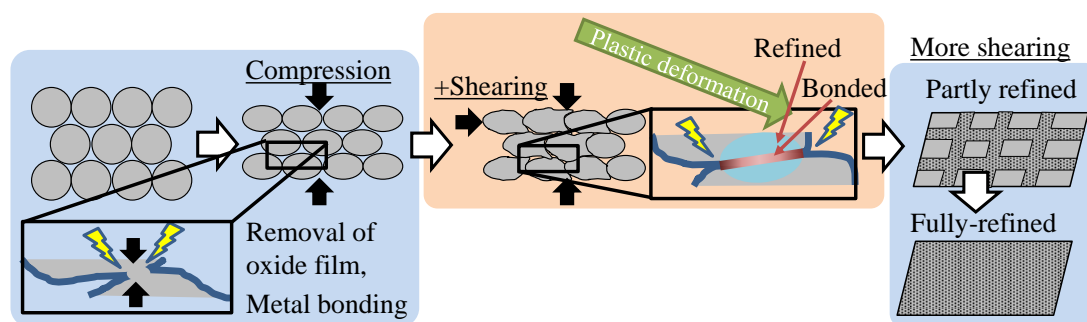 Compression
Removal of
oxide film,
Metal bonding
+Shearing
Plastic deformation
Refined
Bonded
More shearing
Partly refined
Fully-refined